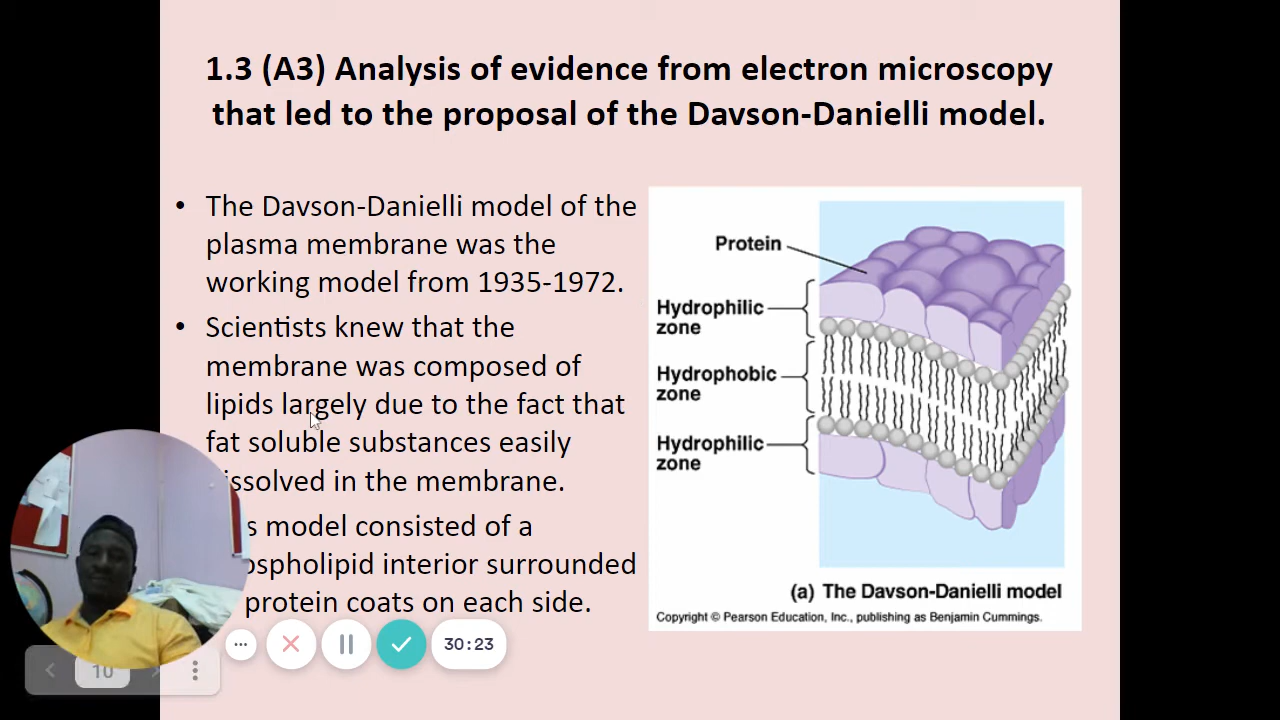 1.3 (A3) Analysis of evidence from electron microscopy
that led to the proposal of the Davson-Danielli model.
• The Davson-Danielli model of the
plasma membrane was the
working model from 1935-1972.
• Scientists knew that the
membrane was composed of
lipids largely due to the fact that
fat soluble substances easily
issolved in the membrane.
s model consisted of a
ospholipid interior surrounded
protein coats on each side.
Protein
Hydrophilic
zone
Hydrophobic
zone
Hydrophilic
zone
(a) The Davson-Danielli model
Copyright © Pearson Education, Inc., publishing as Benjamin Cummings.
30:23
10